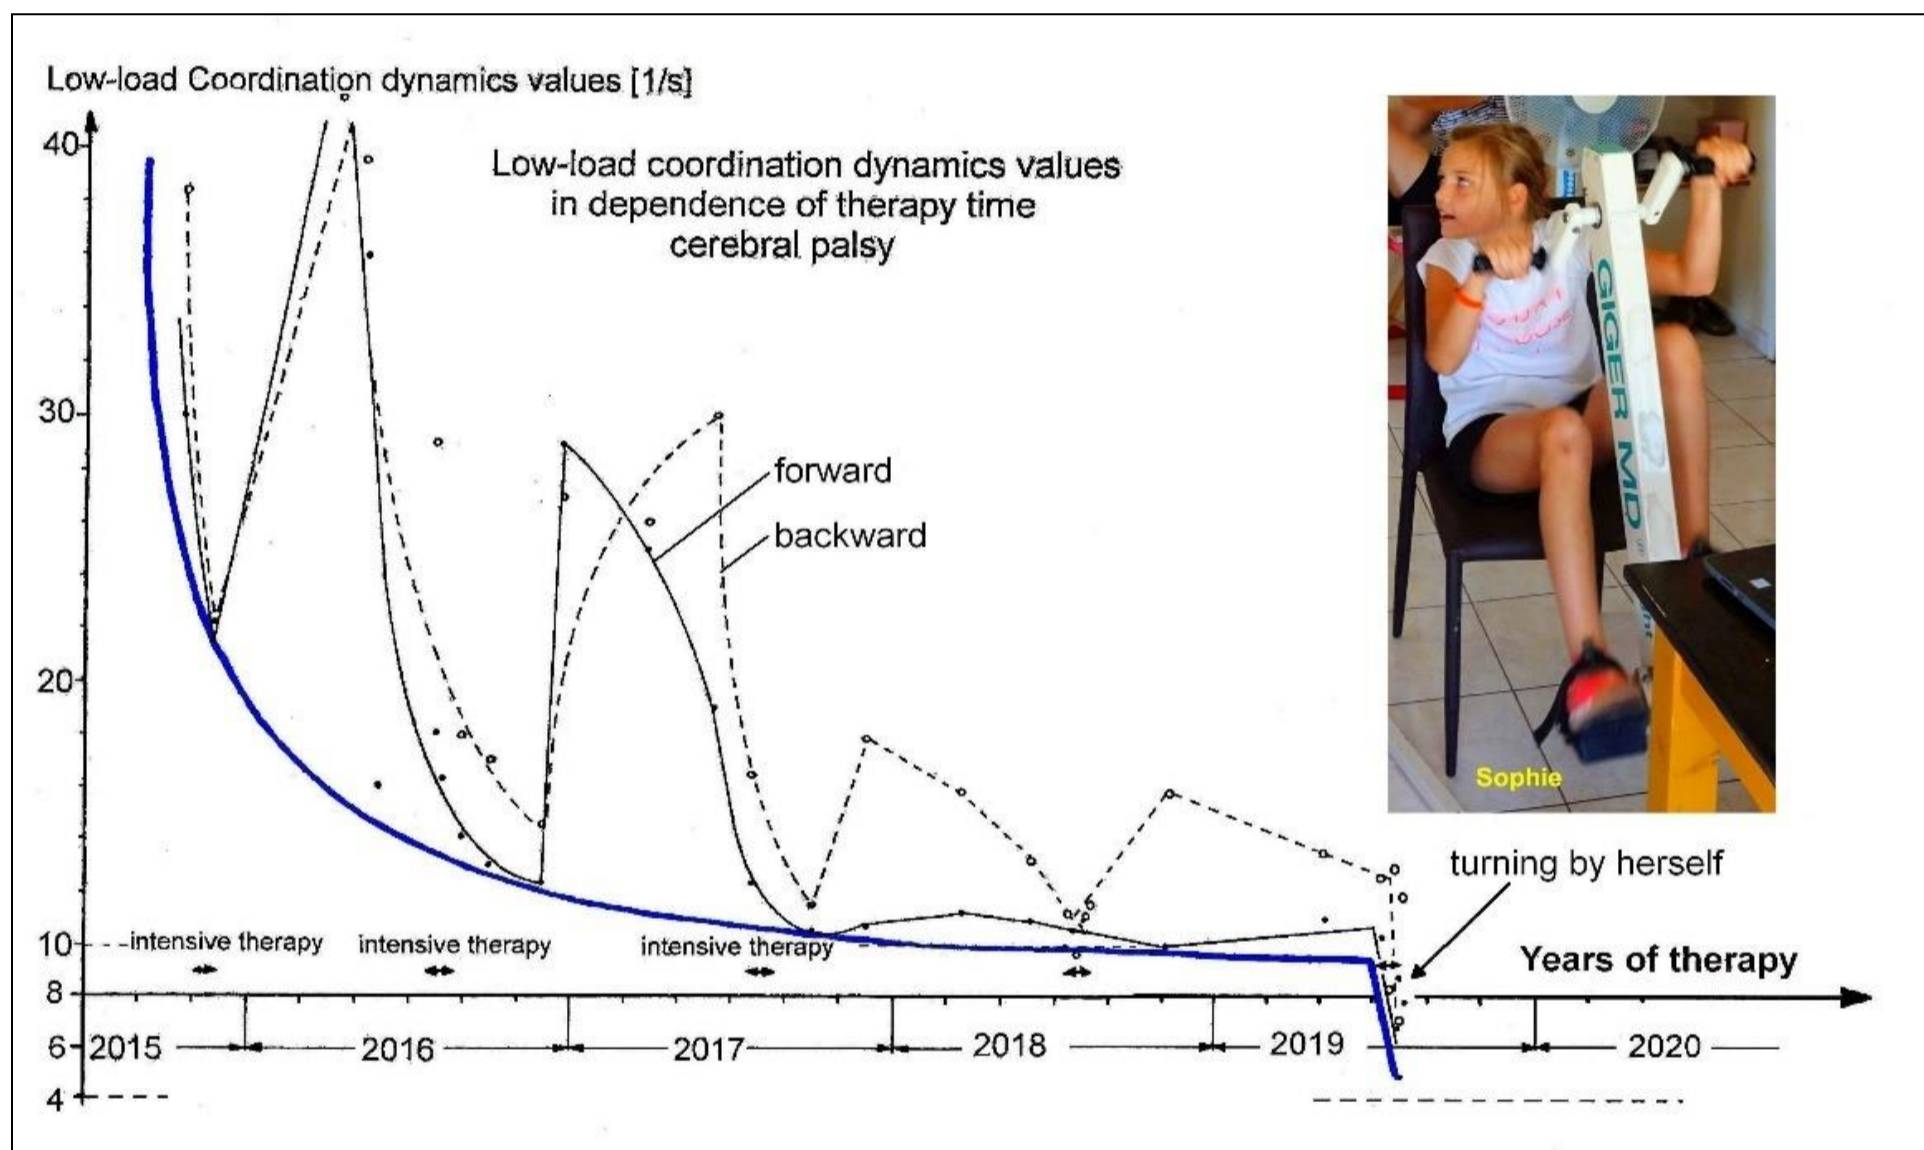 Low-load Coordination dynamics values [1/s]
40
Low-load coordination dynamics values
in dependence of therapy time
cerebral palsy
GIGER MD
30
forward
backward
20
Sophie
turning by herself
10
intensive therapy
intensive therapy
intensive therapy
Years of therapy
8
6
2015
2016
2017
2018
2019
2020
4